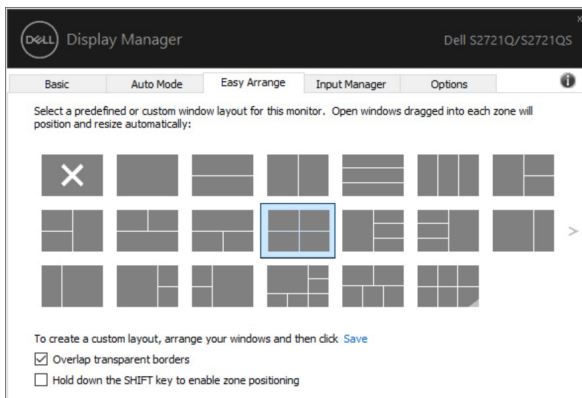 DELL Display Manager
Dell S2721Q/S2721QS
Basic Auto Mode Easy Arrange Input Manager Options
Select a predefined or custom window layout for this monitor. Open windows dragged into each zone will
position and resize automatically:
To create a custom layout, arrange your windows and then click Save
Overlap transparent borders
Hold down the SHIFT key to enable zone positioning